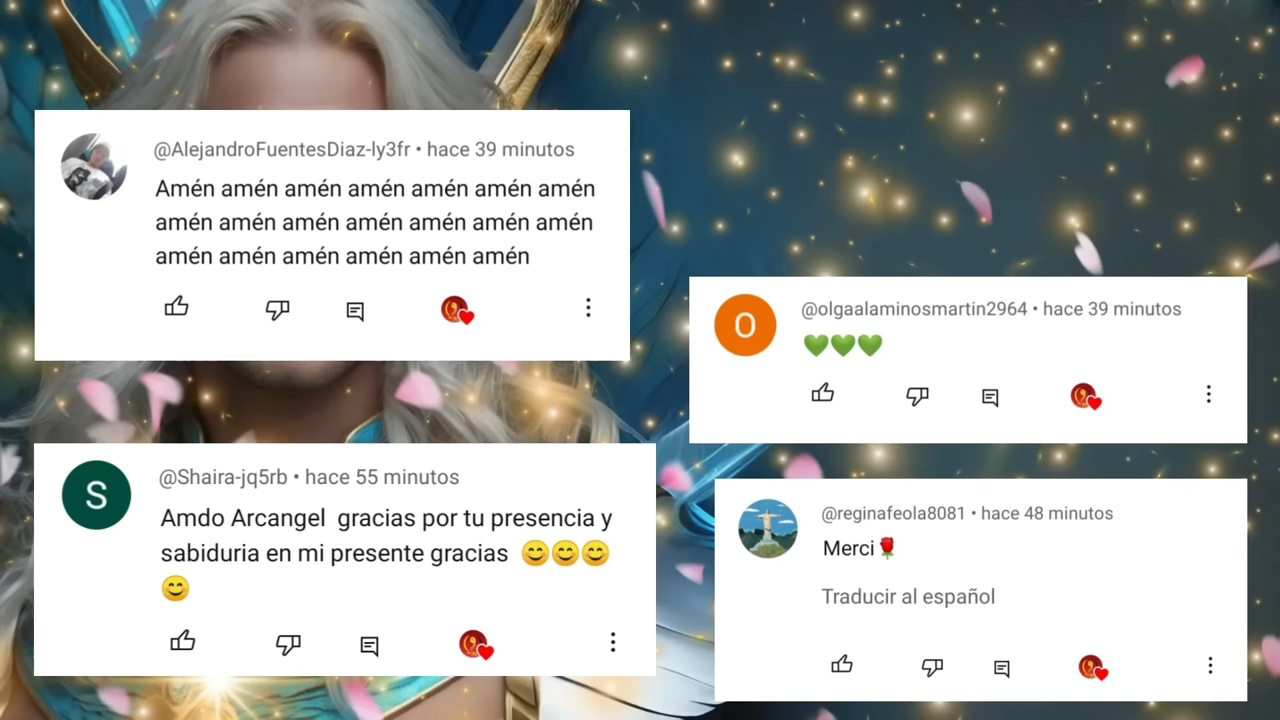 @AlejandroFuentesDiaz-ly3fr • hace 39 minutos
Amén amén amén amén amén amén amén
amén amén amén amén amén amén amén
amén amén amén amén amén amén
@olgaalaminosmartin2964 • hace 39 minutos
💚💚💚
S
@Shaira-jq5rb • hace 55 minutos
Amdo Arcangel gracias por tu presencia y
sabiduria en mi presente gracias 😊😊😊
😊
O
@reginafeola8081 • hace 48 minutos
Merci🌹
Traducir al español